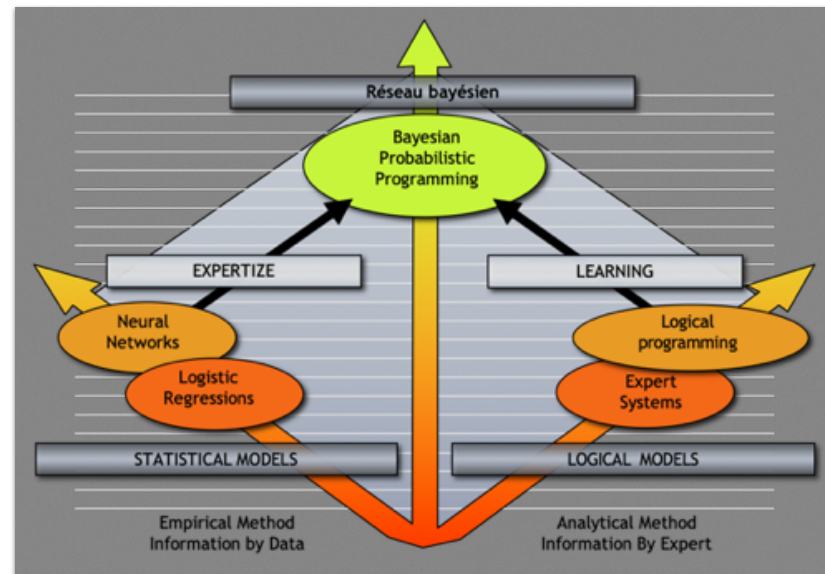 Réseau bayésien
Bayesian
Probabilistic
Programming
EXPERTIZE
LEARNING
Neural
Networks
Logical
programming
Logistic
Regressions
Expert
Systems
STATISTICAL MODELS
LOGICAL MODELS
Empirical Method
Information by Data
Analytical Method
Information By Expert